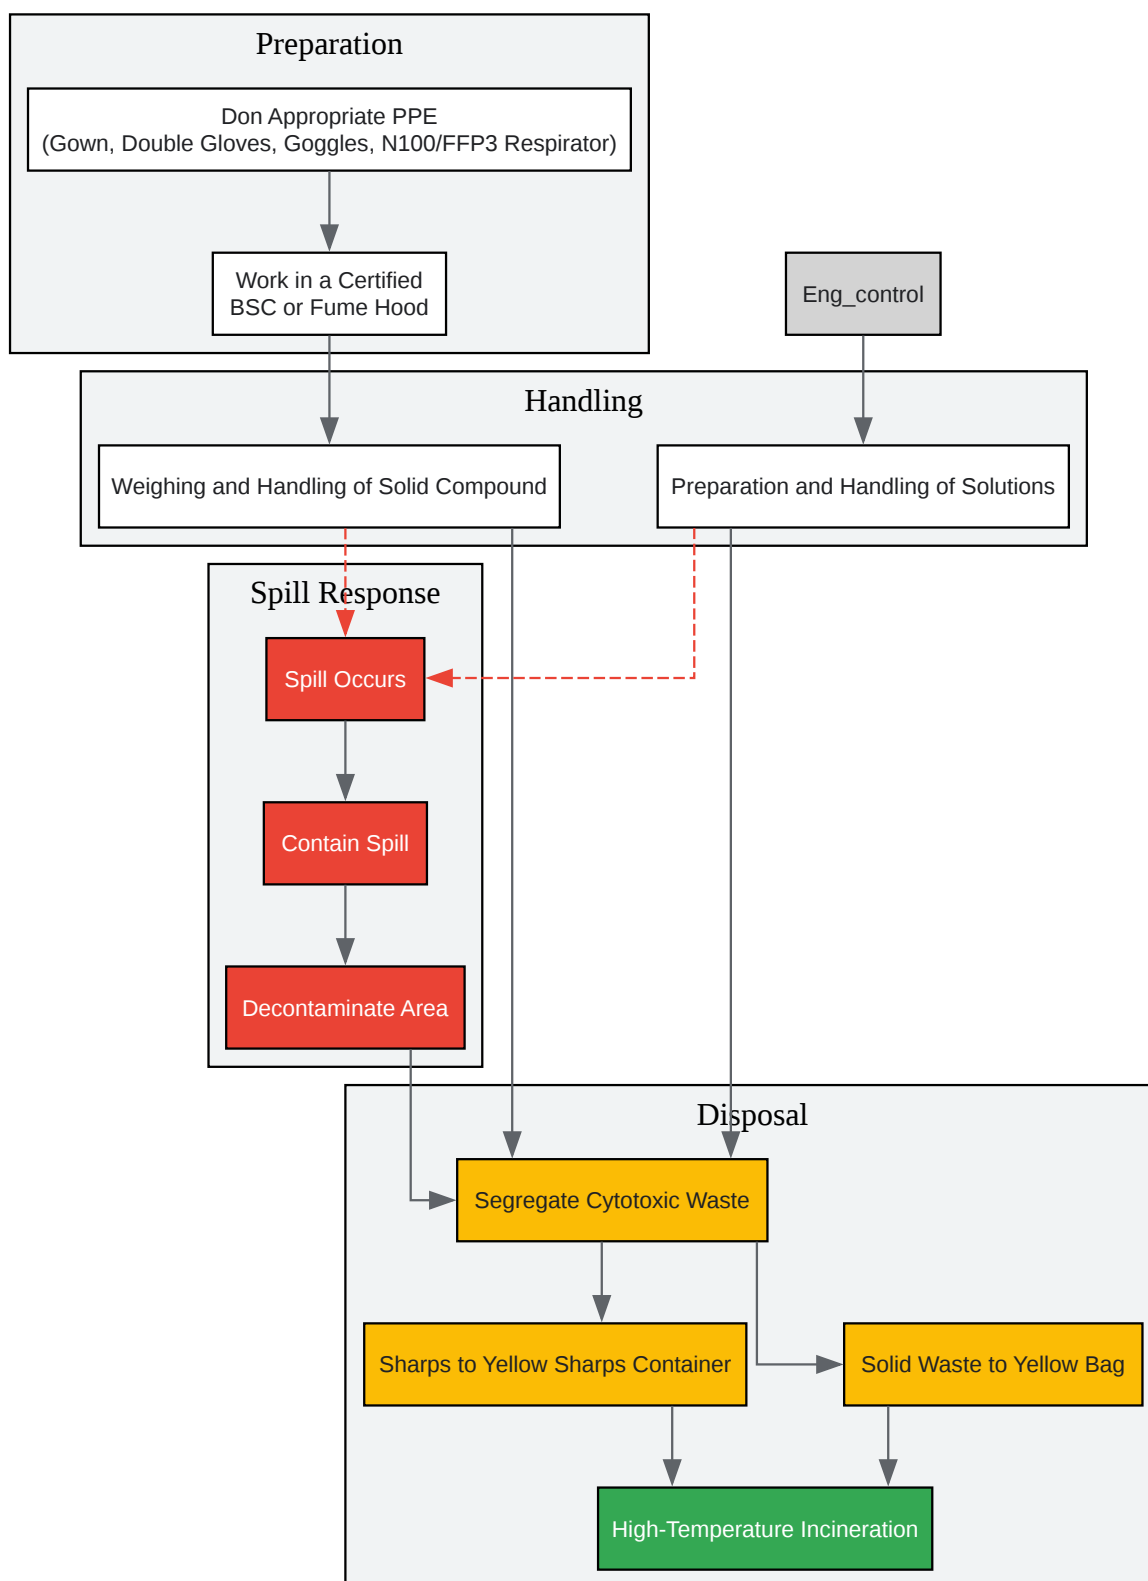 Preparation
Don Appropriate PPE
(Gown, Double Gloves, Goggles, N100/FFP3 Respirator)
Work in a Certified
BSC or Fume Hood
Eng_control
Handling
Weighing and Handling of Solid Compound
Preparation and Handling of Solutions
Spill Response
Spill Occurs
Contain Spill
Decontaminate Area
Disposal
Segregate Cytotoxic Waste
Sharps to Yellow Sharps Container
Solid Waste to Yellow Bag
High-Temperature Incineration